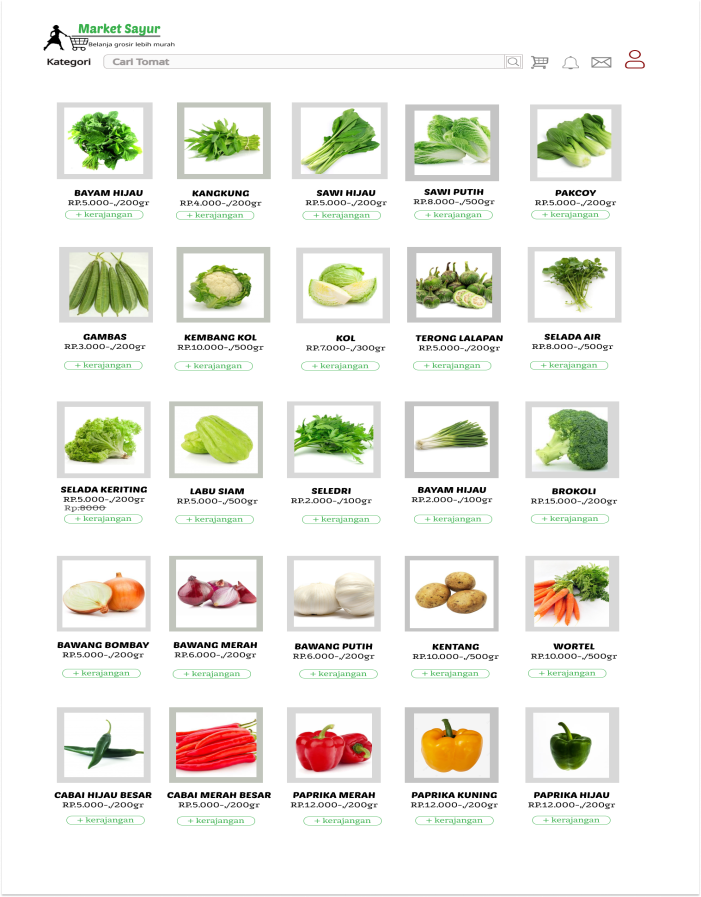 Market Sayur
Belanja grosir lebih murah
Kategori
Cari Tomat
BAYAM HIJAU
RP.5.000-,/200gr
+ kerajangan
KANGKUNG
RP.4.000-,/200gr
+ kerajangan
SAWI HIJAU
RP.5.000-,/200gr
+ kerajangan
SAWI PUTIH
RP.8.000-,/500gr
+ kerajangan
PAKCOY
RP.5.000-,/200gr
+ kerajangan
GAMBAS
RP.3.000-,/200gr
+ kerajangan
KEMBANG KOL
RP.10.000-,/500gr
+ kerajangan
KOL
RP.7.000-,/300gr
+ kerajangan
TERONG LALAPAN
RP.5.000-,/200gr
+ kerajangan
SELADA AIR
RP.8.000-,/500gr
+ kerajangan
SELADA KERITING
RP.5.000-,/200gr
Rp:8000
+ kerajangan
LABU SIAM
RP.5.000-,/500gr
+ kerajangan
SELEDRI
RP.2.000-,/100gr
+ kerajangan
BAYAM HIJAU
RP.2.000-,/100gr
+ kerajangan
BROKOLI
RP.15.000-,/200gr
+ kerajangan
BAWANG BOMBAY
RP.5.000-,/200gr
+ kerajangan
BAWANG MERAH
RP.6.000-,/200gr
+ kerajangan
BAWANG PUTIH
RP.6.000-,/200gr
+ kerajangan
KENTANG
RP.10.000-,/500gr
+ kerajangan
WORTEL
RP.10.000-,/500gr
+ kerajangan
CABAI HIJAU BESAR
RP.5.000-,/200gr
+ kerajangan
CABAI MERAH BESAR
RP.5.000-,/200gr
+ kerajangan
PAPRIKA MERAH
RP.12.000-,/200gr
+ kerajangan
PAPRIKA KUNING
RP.12.000-,/200gr
+ kerajangan
PAPRIKA HIJAU
RP.12.000-,/200gr
+ kerajangan